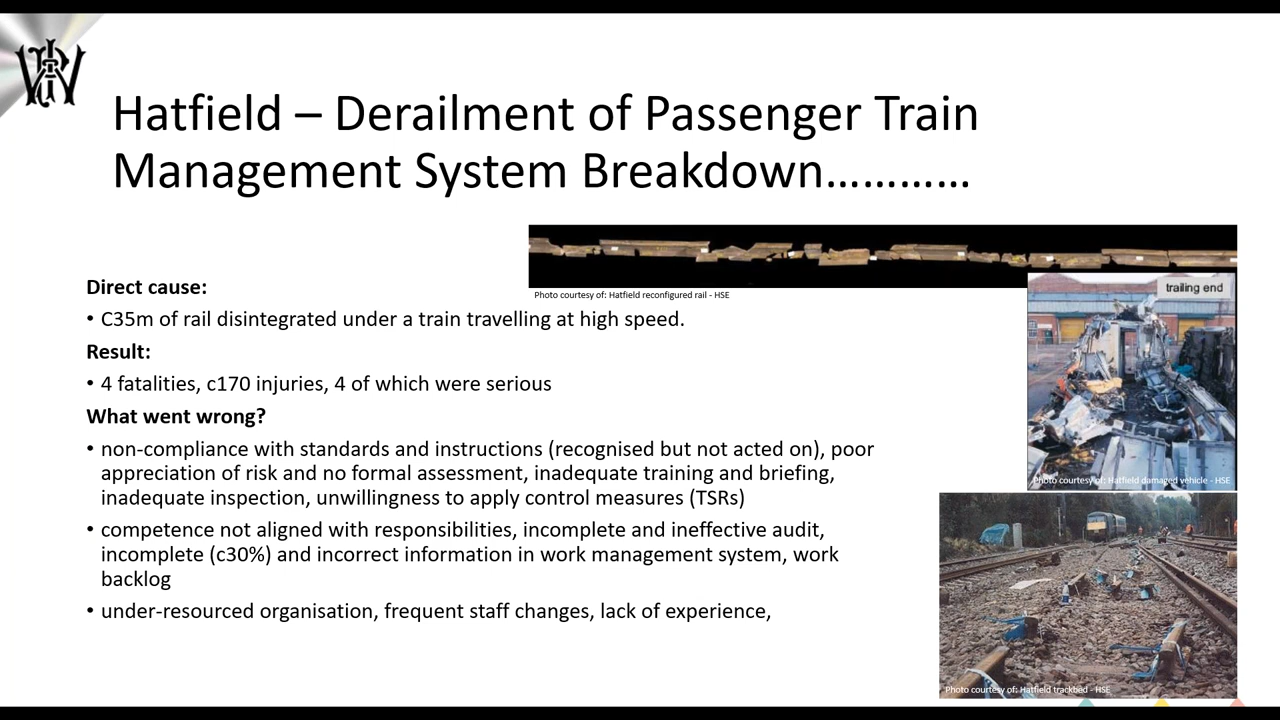 Hatfield – Derailment of Passenger Train
Management System Breakdown…………
Photo courtesy of: Hatfield reconfigured rail - HSE
trailing end
Direct cause:
• C35m of rail disintegrated under a train travelling at high speed.
Result:
• 4 fatalities, c170 injuries, 4 of which were serious
What went wrong?
• non-compliance with standards and instructions (recognised but not acted on), poor
appreciation of risk and no formal assessment, inadequate training and briefing,
inadequate inspection, unwillingness to apply control measures (TSRs)
• competence not aligned with responsibilities, incomplete and ineffective audit,
incomplete (c30%) and incorrect information in work management system, work
backlog
• under-resourced organisation, frequent staff changes, lack of experience,
Photo courtesy of: Hatfield damaged vehicle - HSE
Photo courtesy of: Hatfield trackbed - HSE